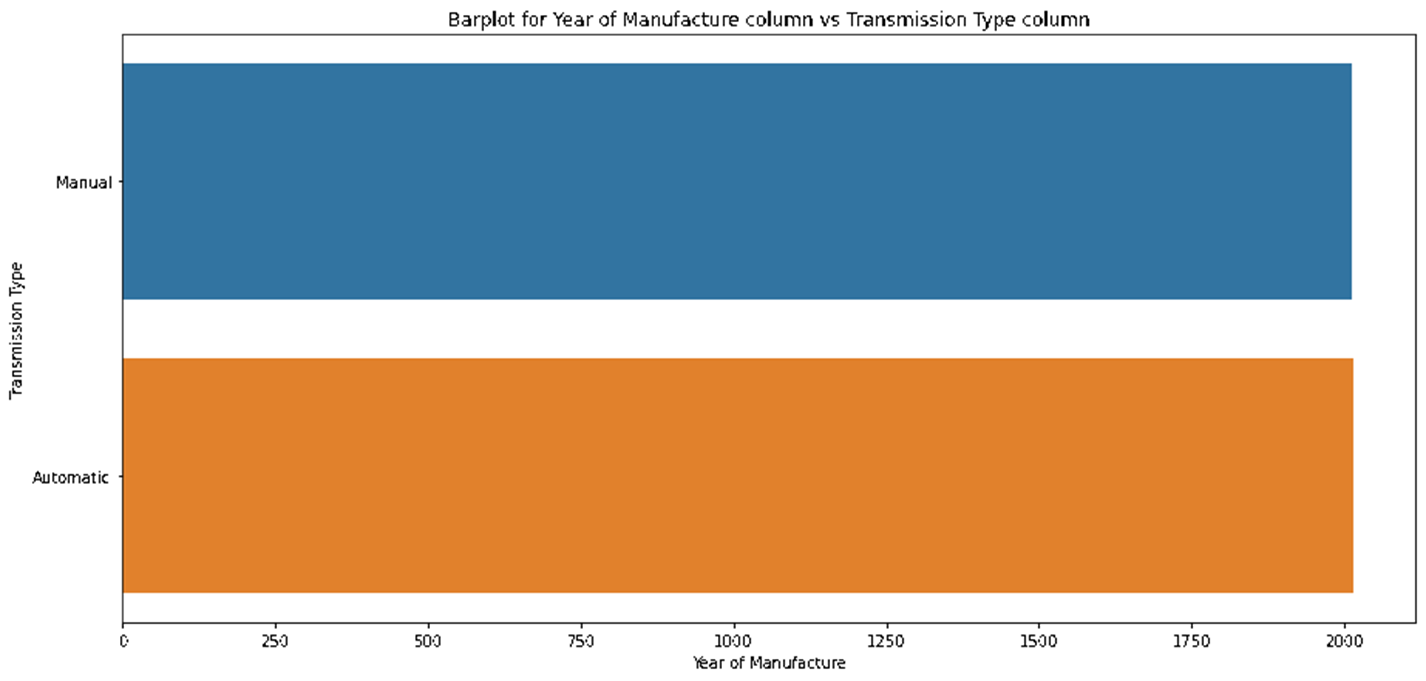 Barplot for Year of Manufacture column vs Transmission Type column
Transmission Type
Manual
Automatic
0 250 500 750 1000 1250 1500 1750 2000
Year of Manufacture